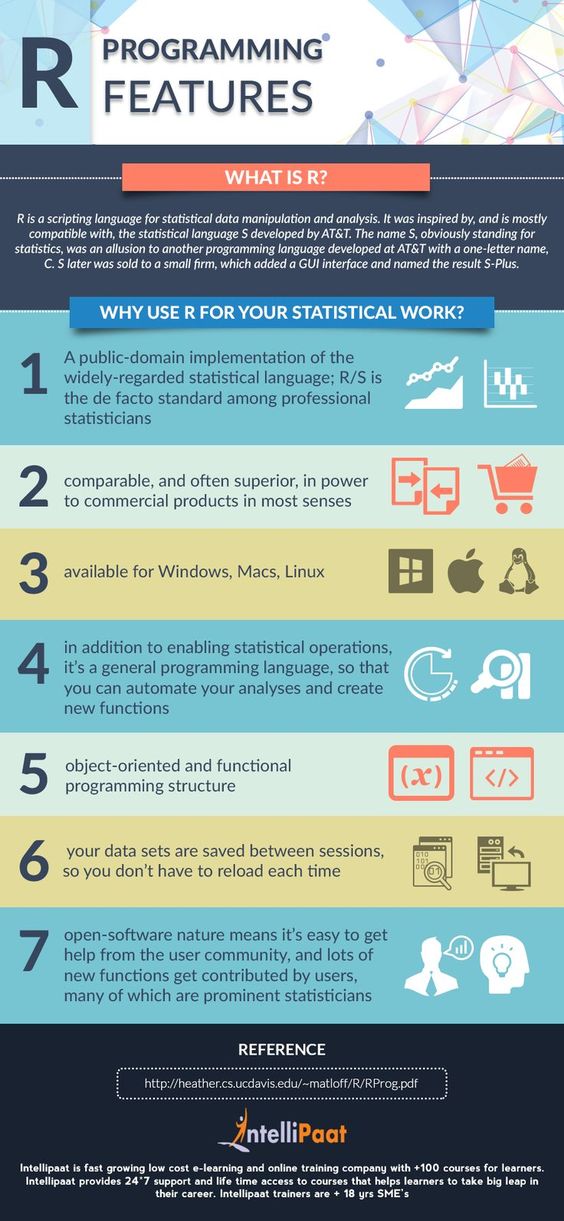 R
PROGRAMMING
FEATURES
WHAT IS R?
R is a scripting language for statistical data manipulation and analysis. It was inspired by, and is mostly
compatible with, the statistical language S developed by AT&T. The name S, obviously standing for
statistics, was an allusion to another programming language developed at AT&T with a one-letter name,
C. S later was sold to a small firm, which added a GUI interface and named the result S-Plus.
WHY USE R FOR YOUR STATISTICAL WORK?
1
A public-domain implementation of the
widely-regarded statistical language; R/S is
the de facto standard among professional
statisticians
2
comparable, and often superior, in power
to commercial products in most senses
3
available for Windows, Macs, Linux
4
in addition to enabling statistical operations,
it's a general programming language, so that
you can automate your analyses and create
new functions
5
object-oriented and functional
programming structure
(x)
</>
6
your data sets are saved between sessions,
so you don't have to reload each time
7
open-software nature means it's easy to get
help from the user community, and lots of
new functions get contributed by users,
many of which are prominent statisticians
REFERENCE
http://heather.cs.ucdavis.edu/~matloff/R/RProg.pdf
IntelliPaat
Intellipaat is fast growing low cost e-learning and online training company with +100 courses for learners.
Intellipaat provides 24*7 support and life time access to courses that helps learners to take big leap in
their career. Intellipaat trainers are + 18 yrs SME's